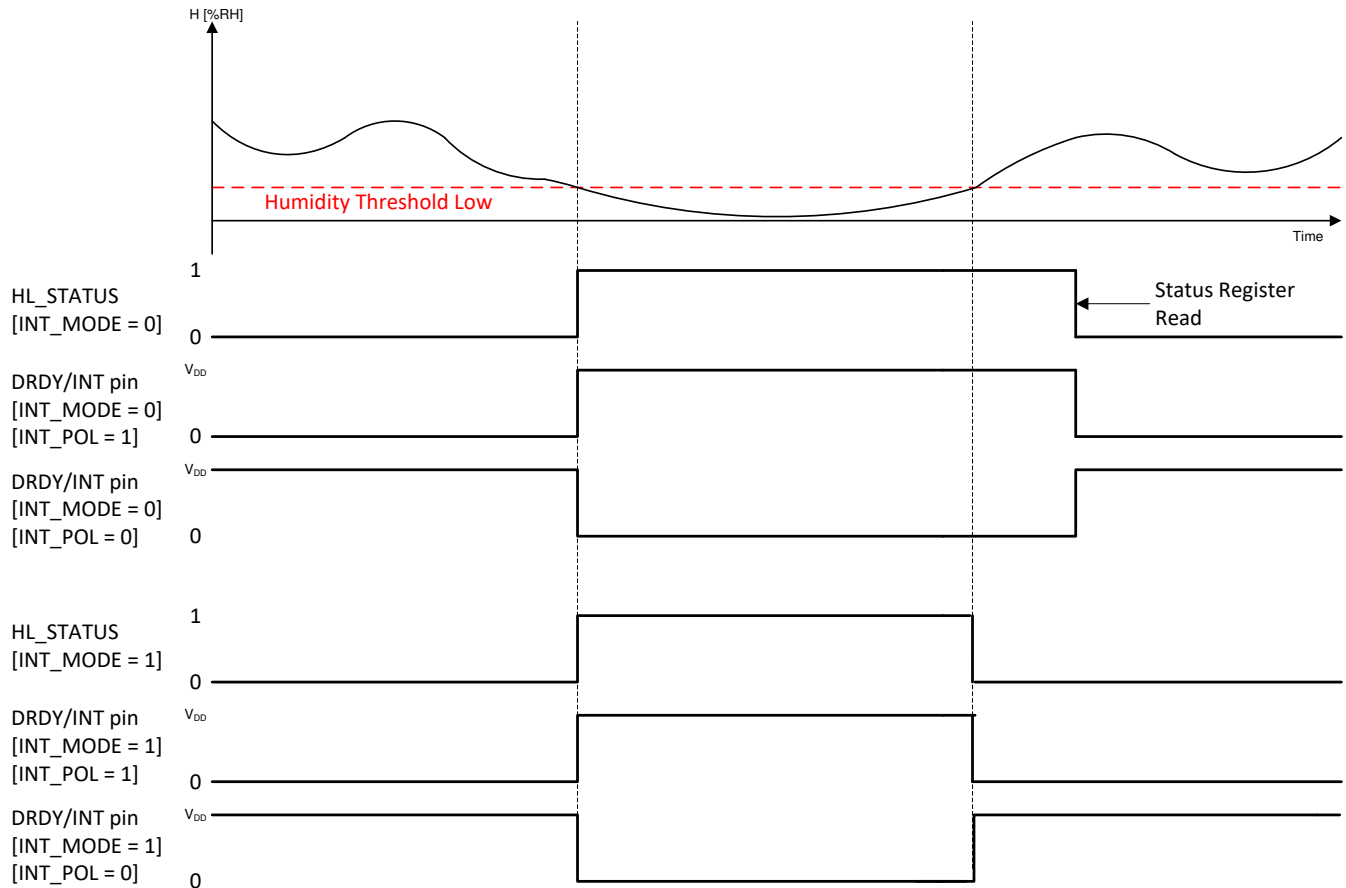 H [%RH]
Humidity Threshold Low
Time
1
HL_STATUS
[INT_MODE = 0]
0
Status Register
Read
VDD
DRDY/INT pin
[INT_MODE = 0]
[INT_POL = 1]
0
VDD
DRDY/INT pin
[INT_MODE = 0]
[INT_POL = 0]
0
1
HL_STATUS
[INT_MODE = 1]
0
VDD
DRDY/INT pin
[INT_MODE = 1]
[INT_POL = 1]
0
VDD
DRDY/INT pin
[INT_MODE = 1]
[INT_POL = 0]
0